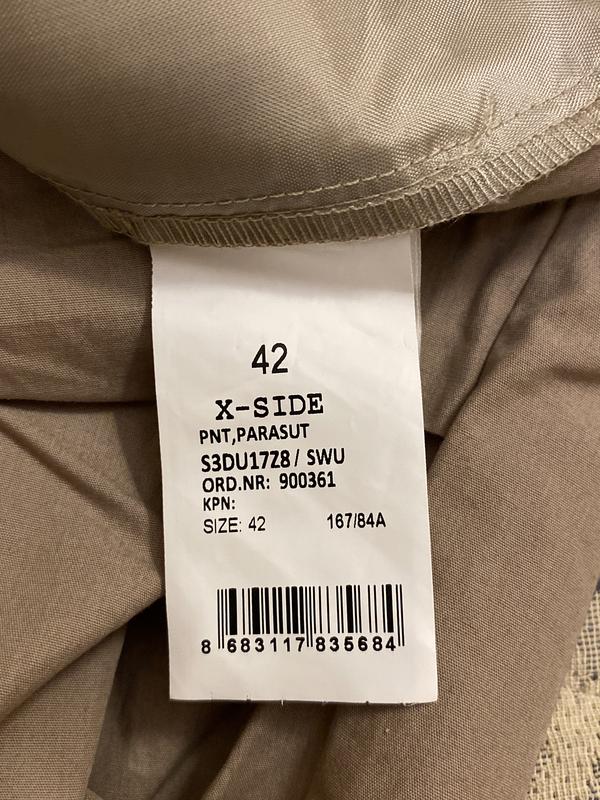 42
X-SIDE
PNT,PARASUT
S3DU17Z8 / SWU
ORD.NR: 900361
KPN:
SIZE: 42 167/84A
8 683117 835684